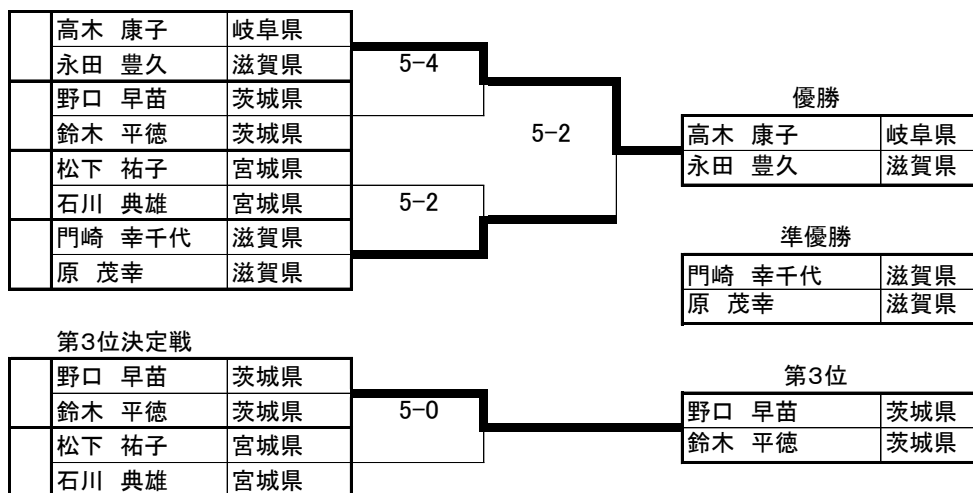 高木 康子 岐阜県
永田 豊久 滋賀県
野口 早苗 茨城県
鈴木 平徳 茨城県
松下 祐子 宮城県
石川 典雄 宮城県
門崎 幸千代 滋賀県
原 茂幸 滋賀県
5-4
5-2
5-2
優勝
高木 康子 岐阜県
永田 豊久 滋賀県
準優勝
門崎 幸千代 滋賀県
原 茂幸 滋賀県
第3位決定戦
野口 早苗 茨城県
鈴木 平徳 茨城県
松下 祐子 宮城県
石川 典雄 宮城県
5-0
第3位
野口 早苗 茨城県
鈴木 平徳 茨城県